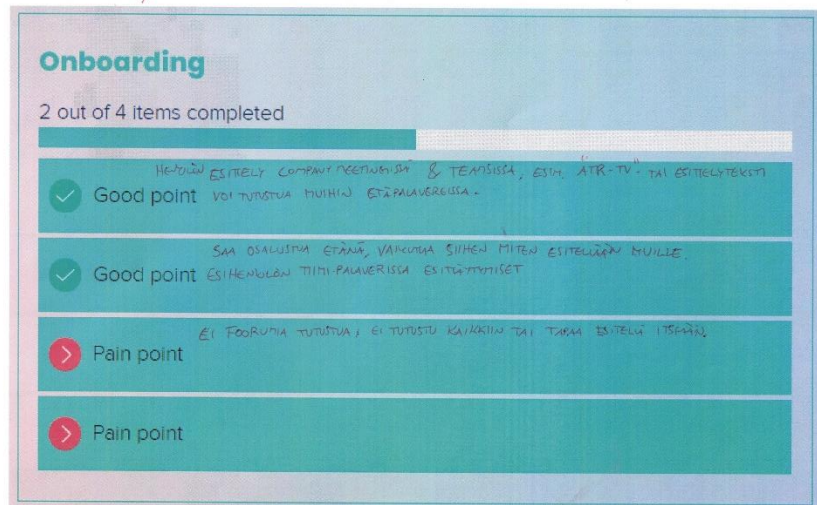 Onboarding
2 out of 4 items completed
HENKILÖN ESITTELY COMPANY MEETINGISSÄ & TEAMSISSA, ESIM. "ATR-TV" TAI ESITTELYTEKSTI
Good point VOI TUTUSTUA MUIHIN ETÄPALAVEREISSA.
SAA OSALLISTUA ETÄNÄ, VAIKUTTAA SIIHEN MITEN ESITELLÄÄN MUILLE.
Good point ESIHENKILÖN TIIMI-PALAVERISSA ESITTÄYTYMISET
EI FOORUMIA TUTUSTUA, EI TUTUSTU KAIKKIIN TAI TAPAA ESITELLÄ ITSEÄÄN.
Pain point
Pain point